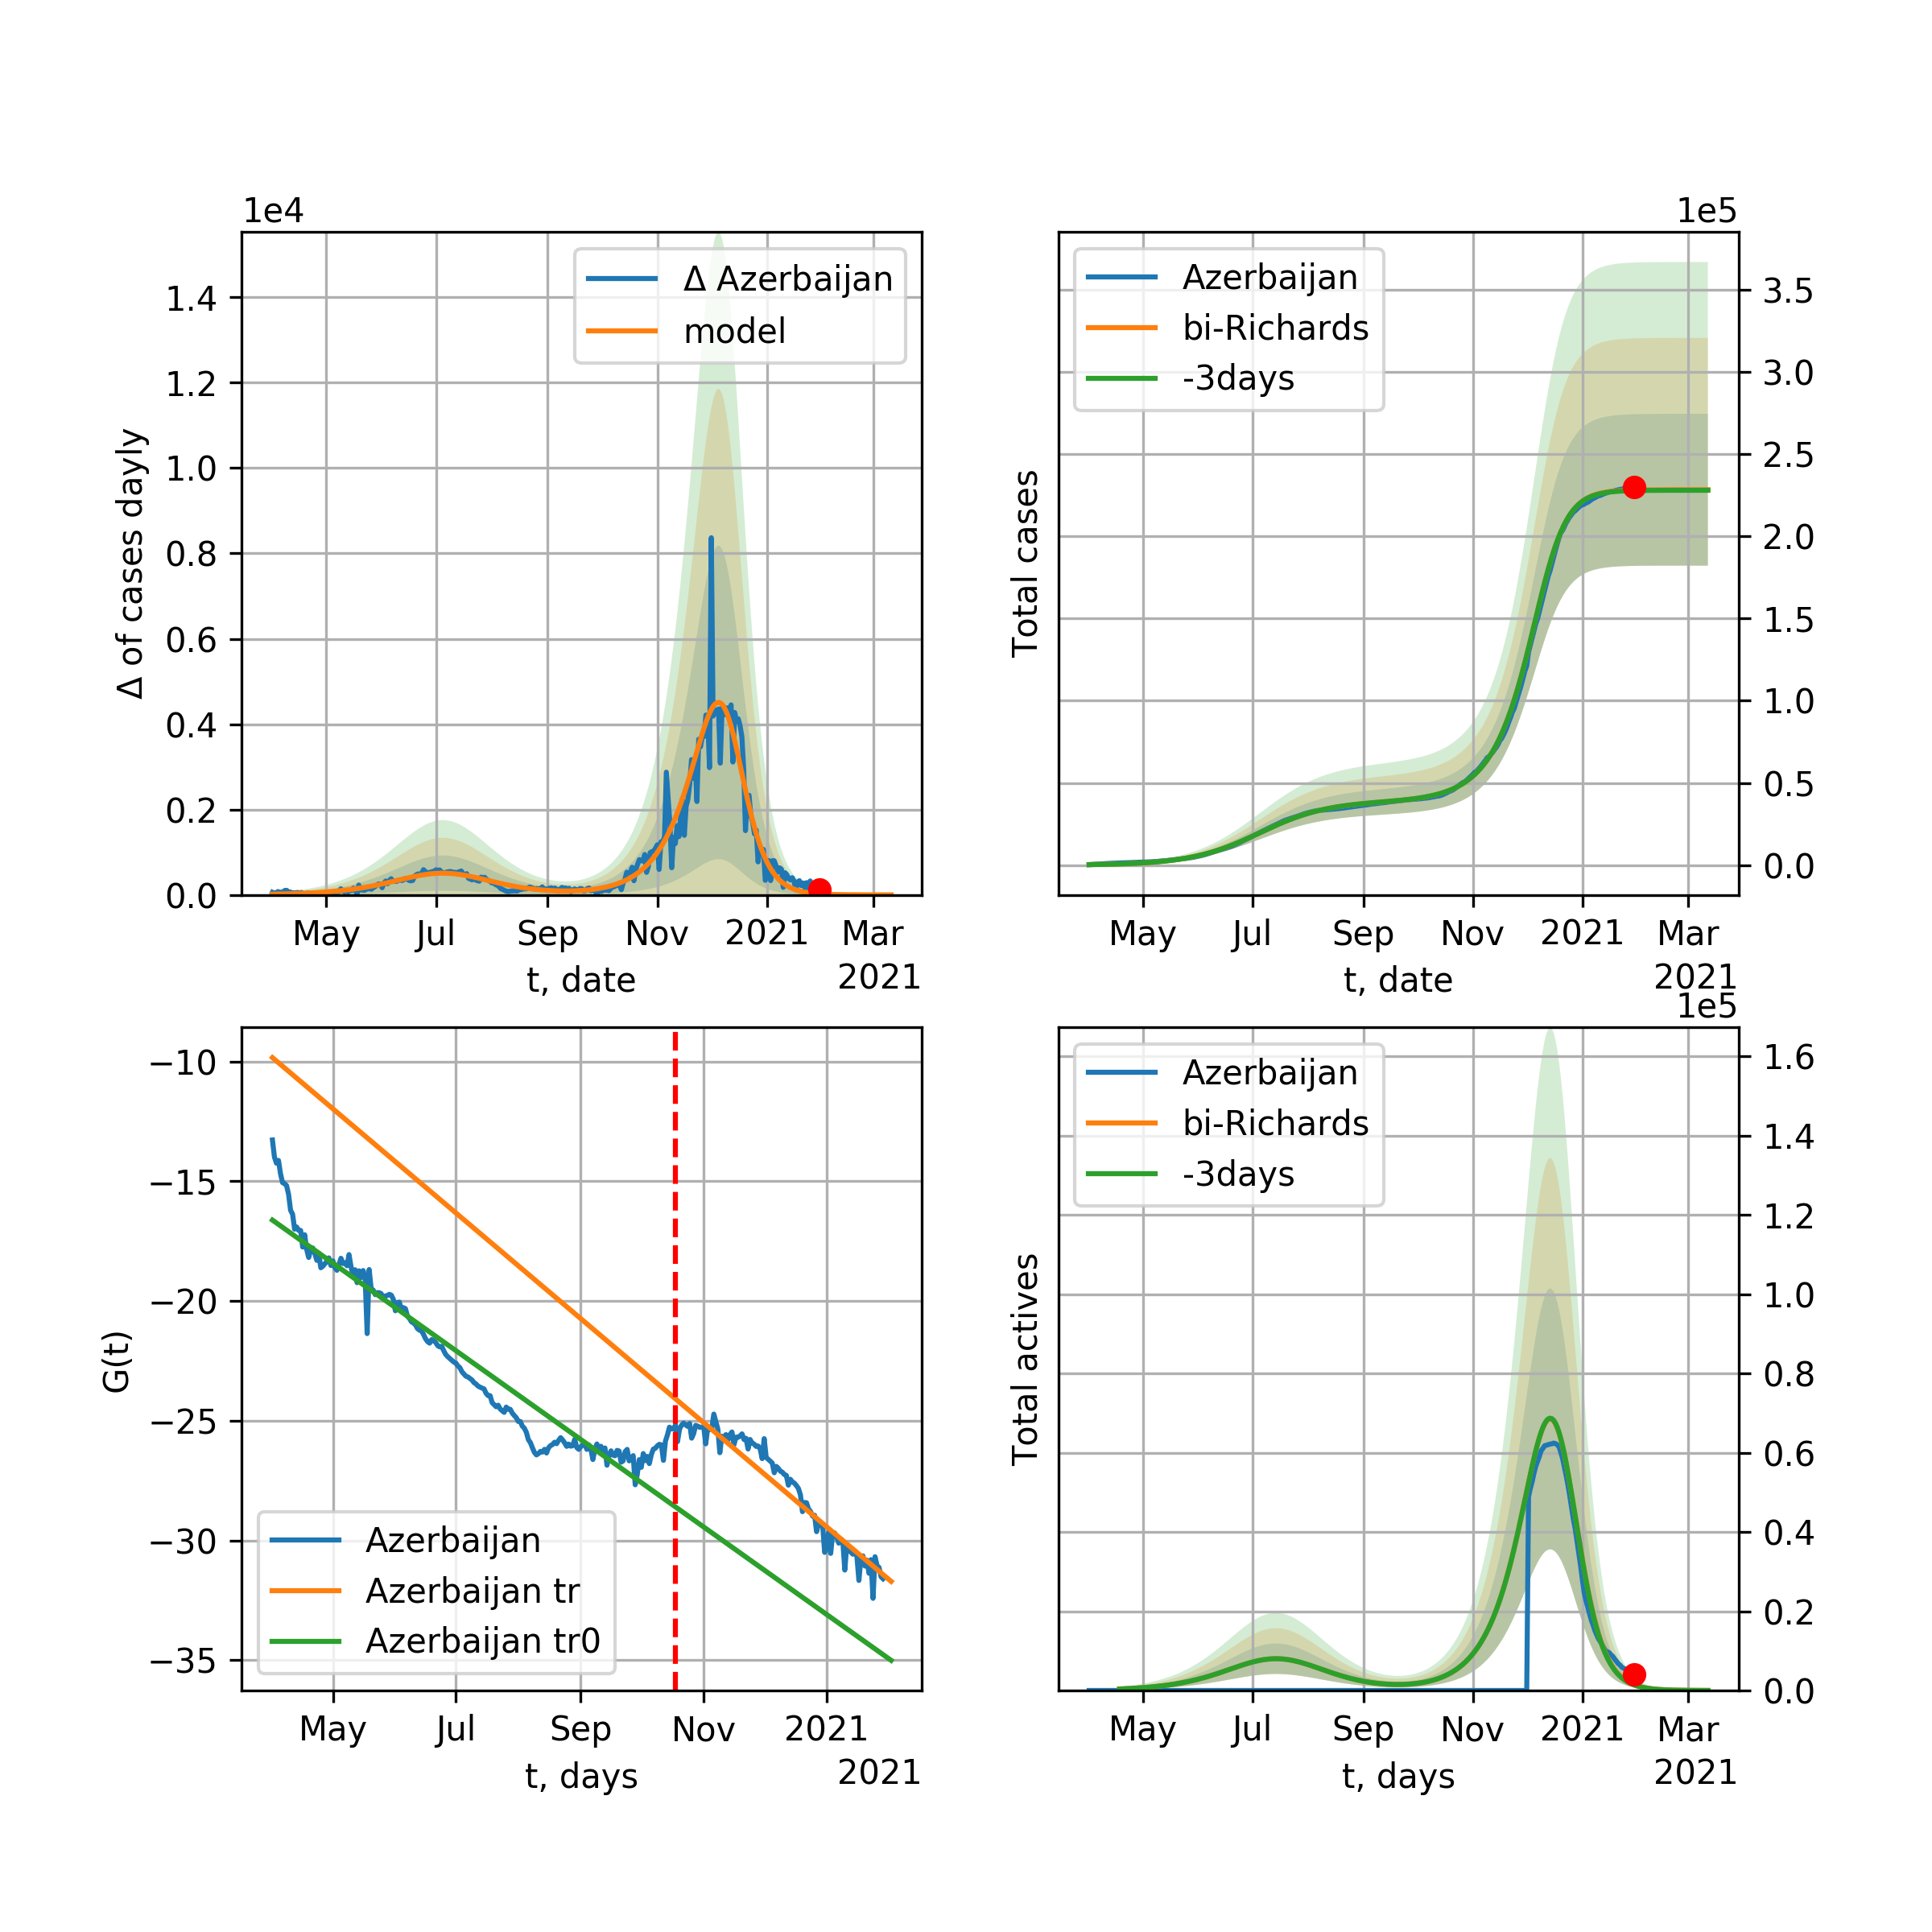 1e4
Δ of cases dayly
1.4
1.2
1.0
0.8
0.6
0.4
0.2
0.0
Δ Azerbaijan
model
May Jul Sep Nov 2021 Mar
t, date 2021
1e5
Total cases
Azerbaijan
bi-Richards
-3days
3.5
3.0
2.5
2.0
1.5
1.0
0.5
0.0
May Jul Sep Nov 2021 Mar
t, date 2021
G(t)
−10
−15
−20
−25
−30
−35
Azerbaijan
Azerbaijan tr
Azerbaijan tr0
May Jul Sep Nov 2021
t, days 2021
1e5
Total actives
Azerbaijan
bi-Richards
-3days
1.6
1.4
1.2
1.0
0.8
0.6
0.4
0.2
0.0
May Jul Sep Nov 2021 Mar
t, days 2021